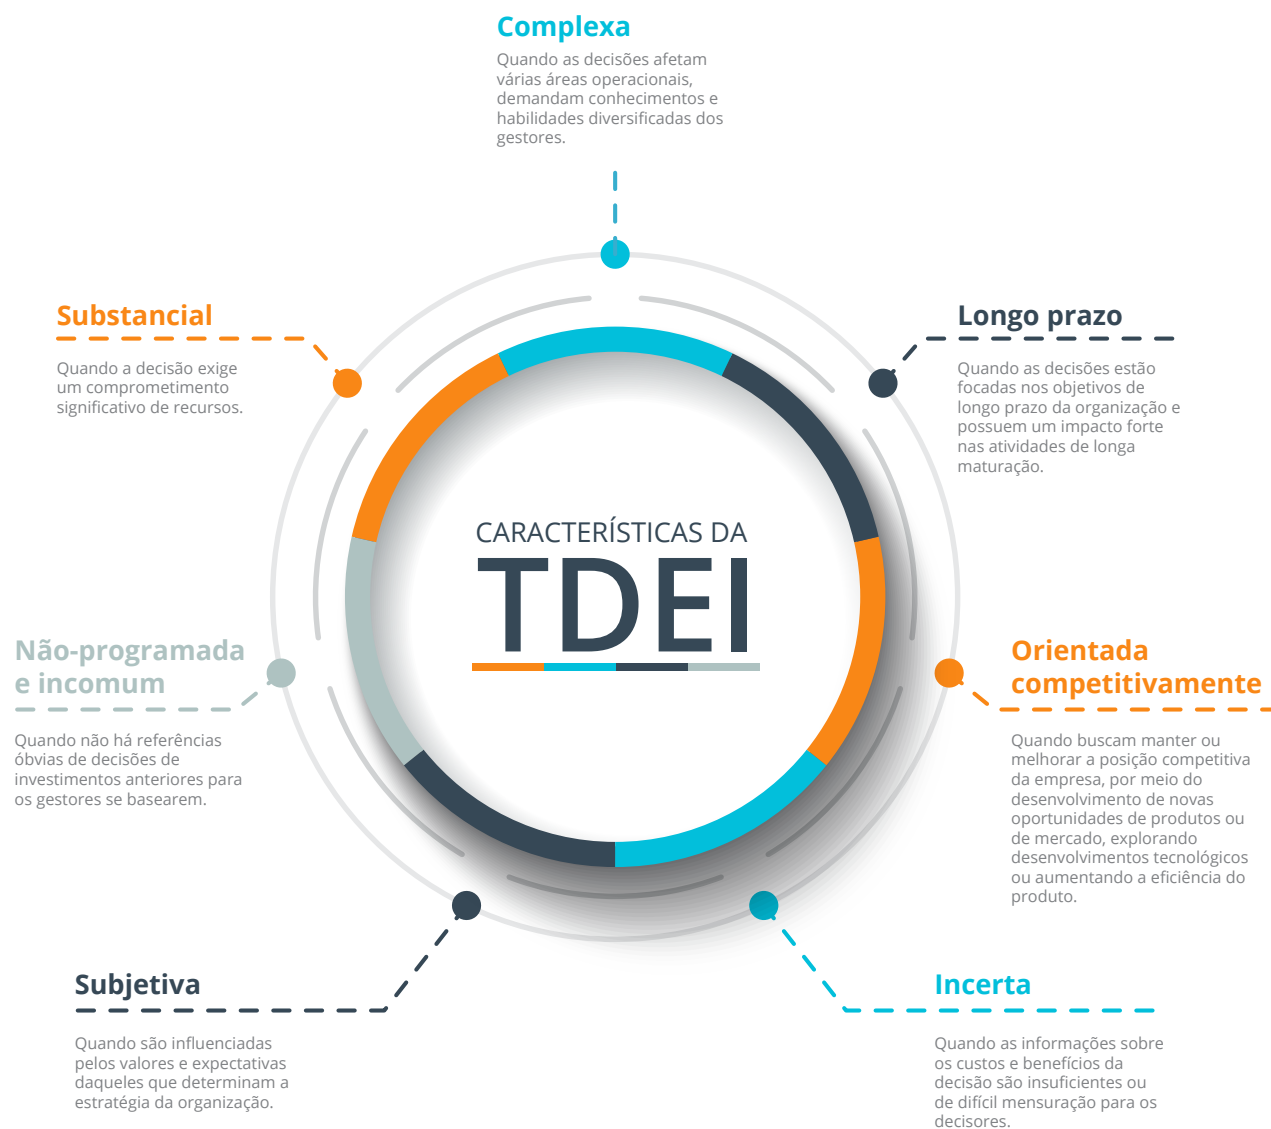 Complexa
Quando as decisões afetam
várias áreas operacionais,
demandam conhecimentos e
habilidades diversificadas dos
gestores.
Substancial
Quando a decisão exige
um comprometimento
significativo de recursos.
Longo prazo
Quando as decisões estão
focadas nos objetivos de
longo prazo da organização e
possuem um impacto forte
nas atividades de longa
maturação.
CARACTERÍSTICAS DA
TDEI
Não-programada
e incomum
Quando não há referências
óbvias de decisões de
investimentos anteriores para
os gestores se basearem.
Orientada
competitivamente
Quando buscam manter ou
melhorar a posição competitiva
da empresa, por meio do
desenvolvimento de novas
oportunidades de produtos ou
de mercado, explorando
desenvolvimentos tecnológicos
ou aumentando a eficiência do
produto.
Subjetiva
Quando são influenciadas
pelos valores e expectativas
daqueles que determinam a
estratégia da organização.
Incerta
Quando as informações sobre
os custos e benefícios da
decisão são insuficientes ou
de difícil mensuração para os
decisores.